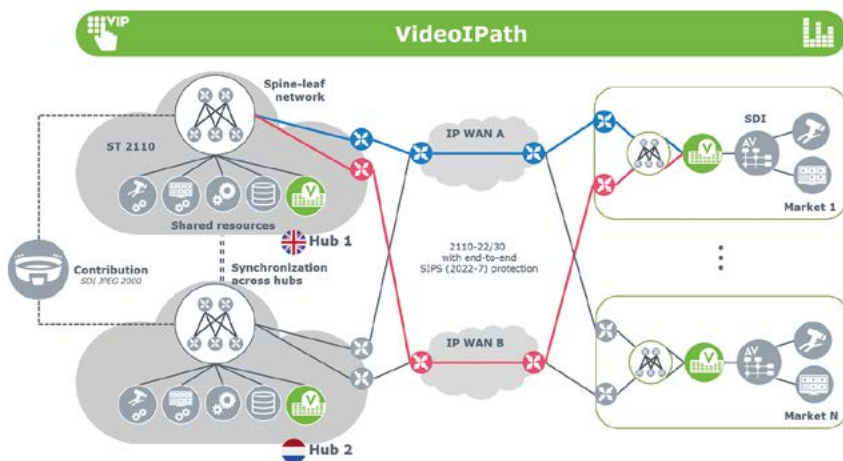 VIP
VideoIPath
Spine-leaf
network
ST 2110
Shared resources
Hub 1
Contribution
SDI JPEG 2000
Synchronization
across hubs
Hub 2
IP WAN A
2110-22/30
with end-to-end
SIPS (2022-7) protection
IP WAN B
SDI
AV
V
Market 1
V
AV
Market N
V
V